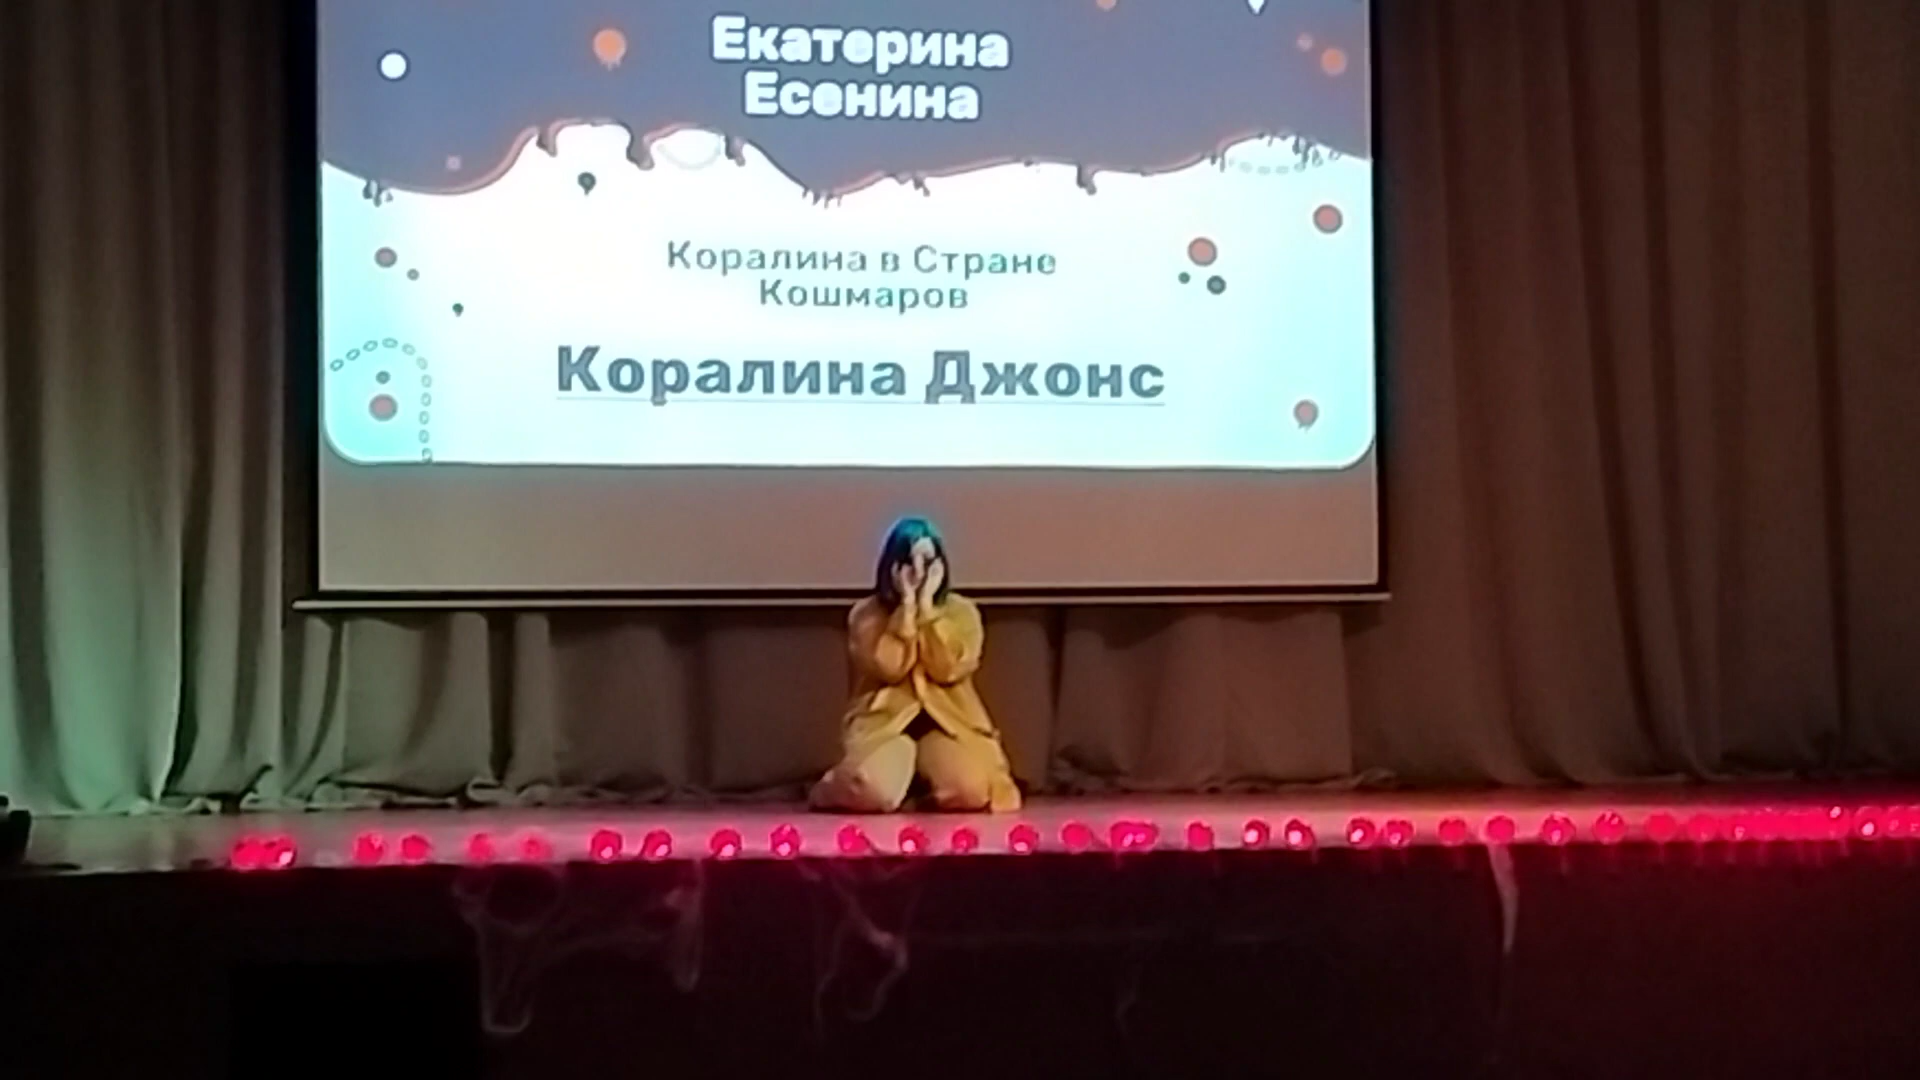 Екатерина
Есенина
Коралина в Стране
Кошмаров
Коралина Джонс